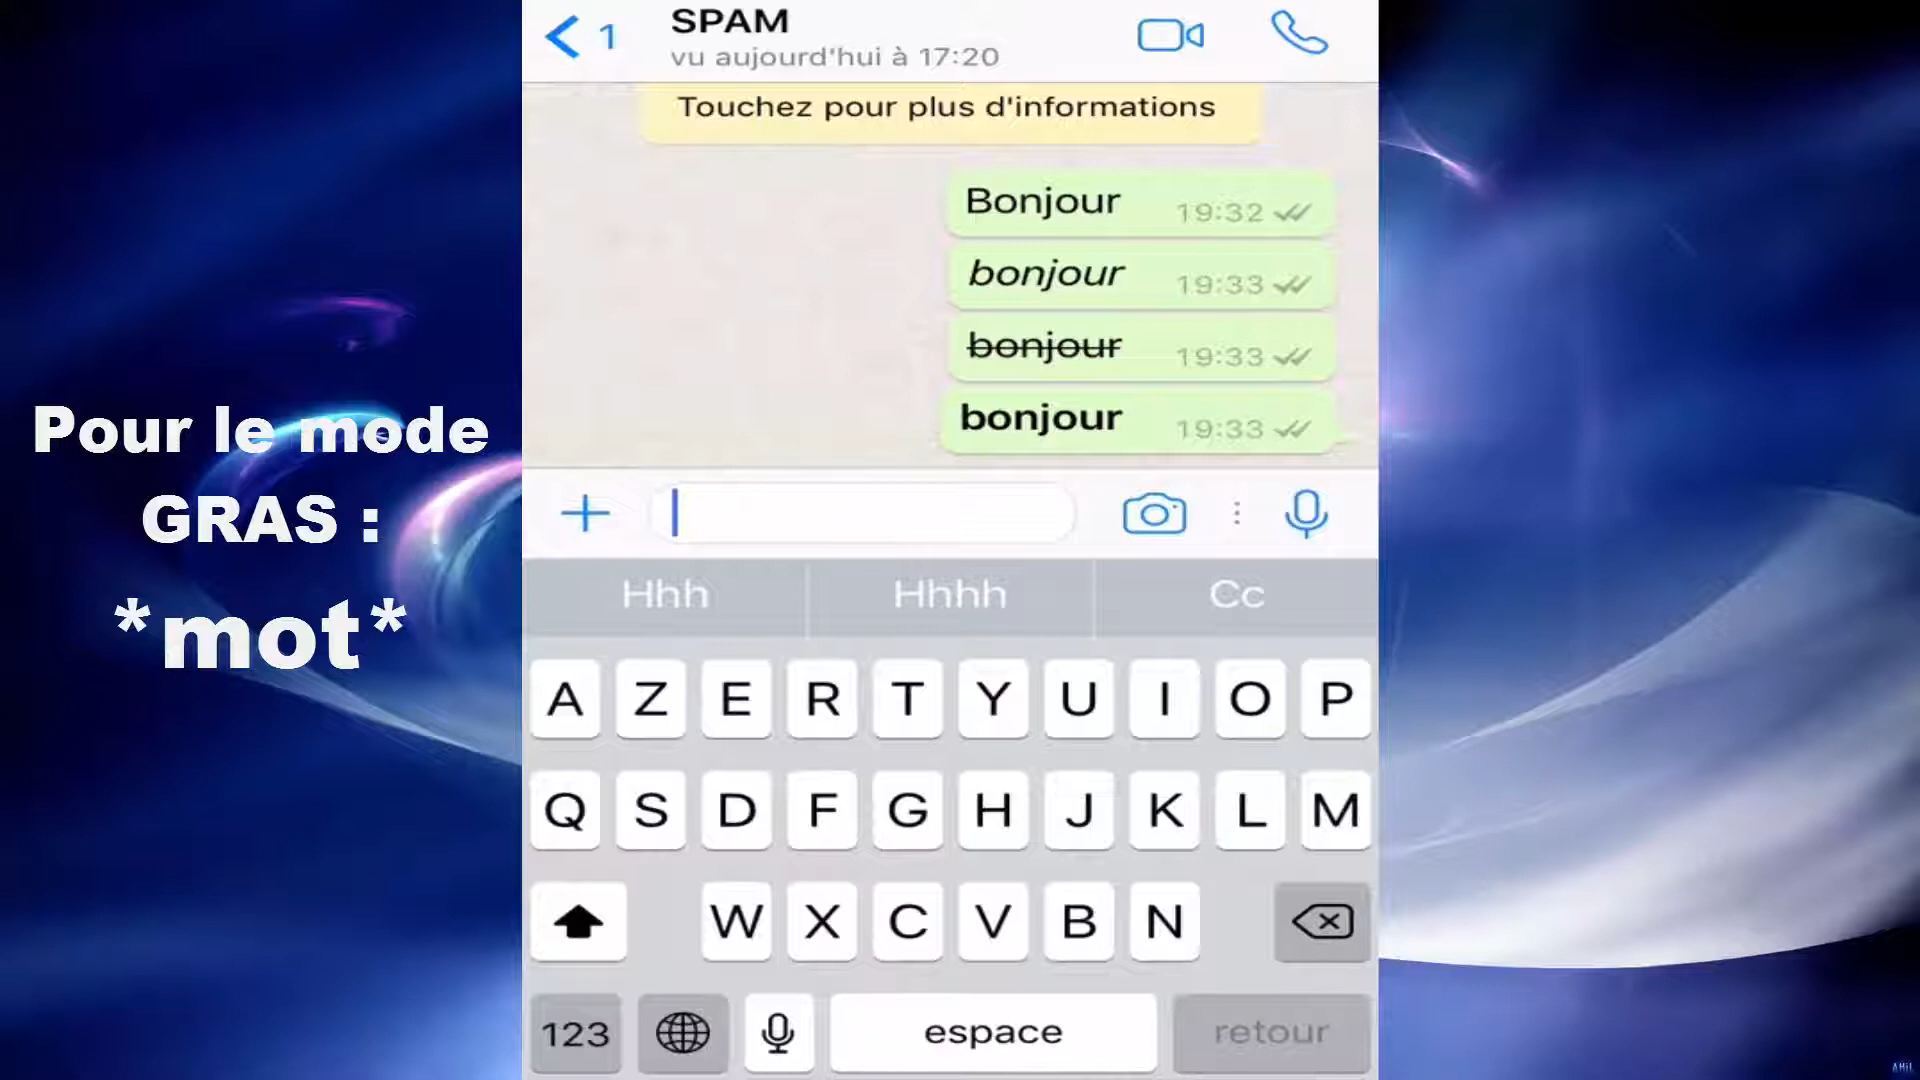 Pour le mode
GRAS :
*mot*
1
SPAM
vu aujourd'hui à 17:20
Touchez pour plus d'informations
Bonjour 19:32
bonjour 19:33
bonjour 19:33
bonjour 19:33
Hhh Hhhh Cc
A Z E R T Y U I O P
Q S D F G H J K L M
W X C V B N
123 espace retour